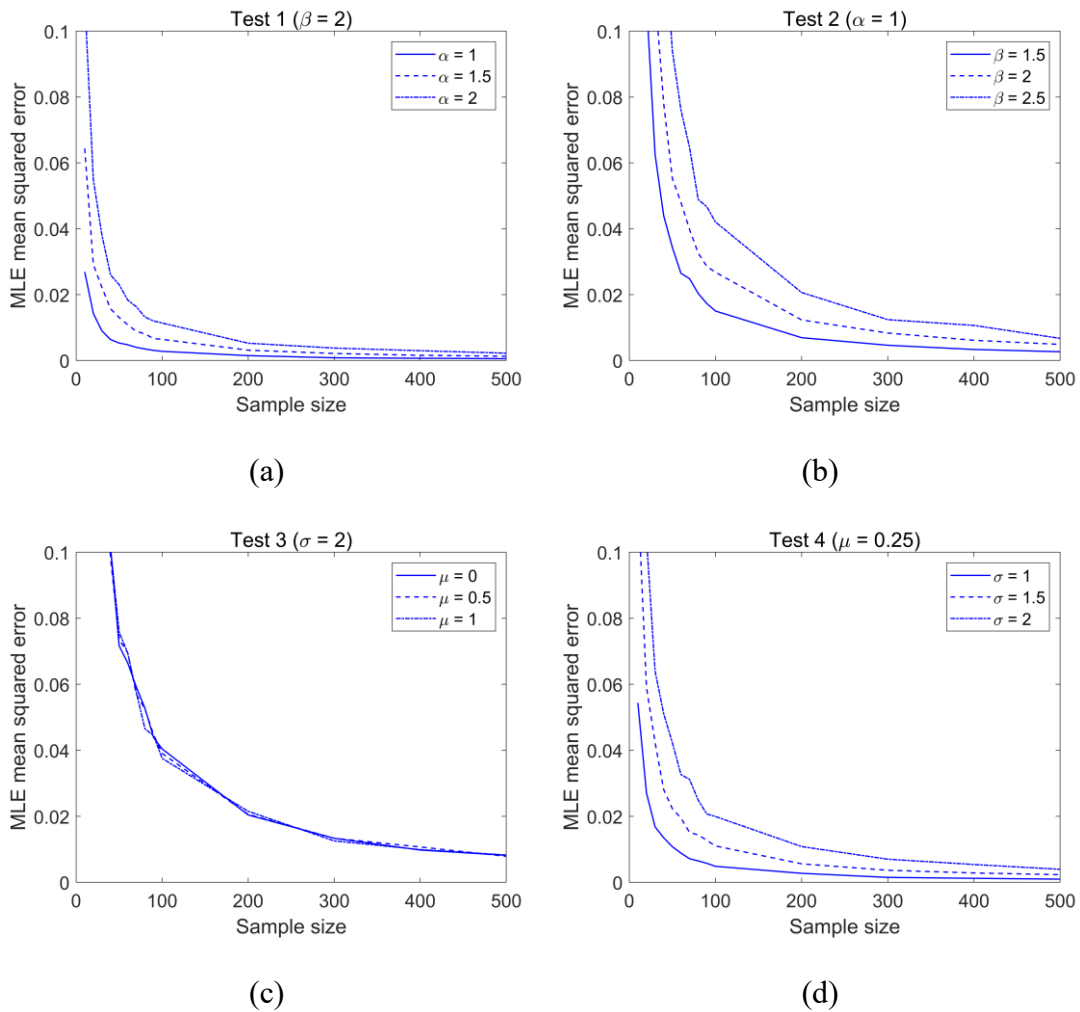 Test 1 (β = 2)
0.1
0.08
0.06
0.04
0.02
0
MLE mean squared error
α = 1
α = 1.5
α = 2
0 100 200 300 400 500
Sample size
(a)
Test 2 (α = 1)
0.1
0.08
0.06
0.04
0.02
0
MLE mean squared error
β = 1.5
β = 2
β = 2.5
0 100 200 300 400 500
Sample size
(b)
Test 3 (σ = 2)
0.1
0.08
0.06
0.04
0.02
0
MLE mean squared error
μ = 0
μ = 0.5
μ = 1
0 100 200 300 400 500
Sample size
(c)
Test 4 (μ = 0.25)
0.1
0.08
0.06
0.04
0.02
0
MLE mean squared error
σ = 1
σ = 1.5
σ = 2
0 100 200 300 400 500
Sample size
(d)